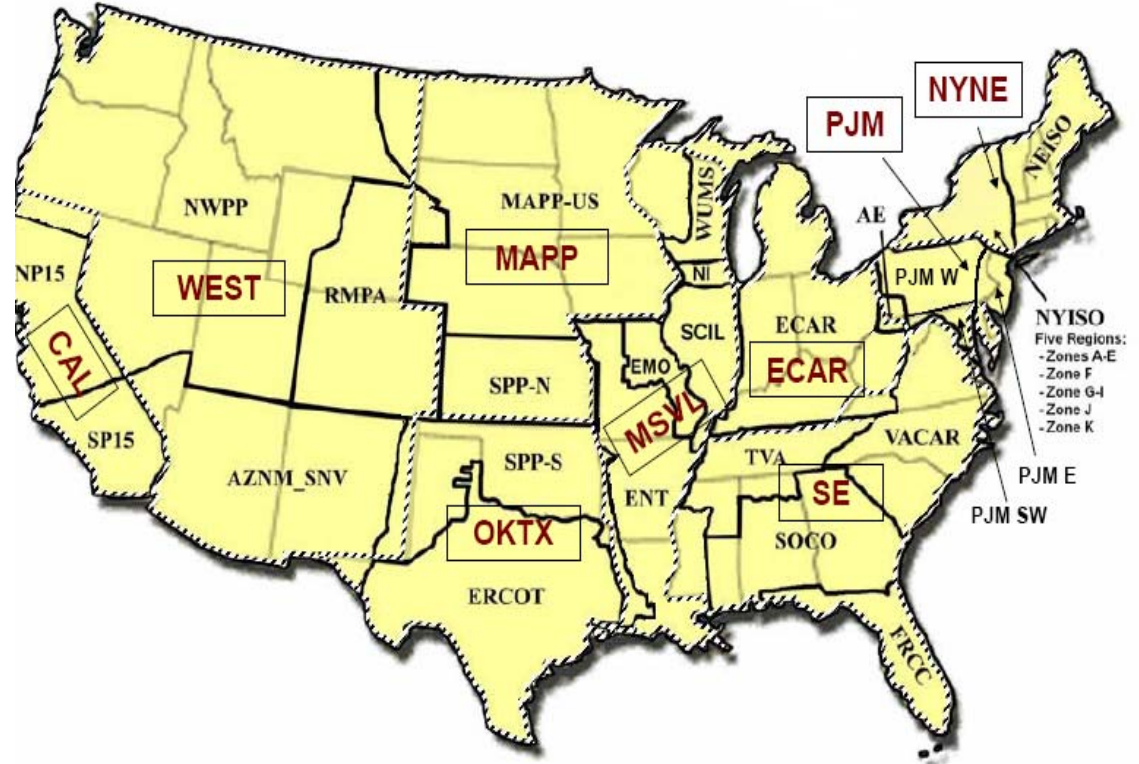 NYNE
PJM
NEISO
WUMS
MAPP-US
NWPP
AE
MAPP
NI
PJM W
NP15
WEST
RMPA
NYISO
Five Regions:
-Zones A-E
-Zone F
-Zone G-I
-Zone J
-Zone K
SCIL
ECAR
CAL
EMO
ECAR
SPP-N
MSVL
SP15
VACAR
TVA
SPP-S
AZNM_SNV
PJM E
ENT
SE
PJM SW
OKTX
SOCO
ERCOT
FRCC